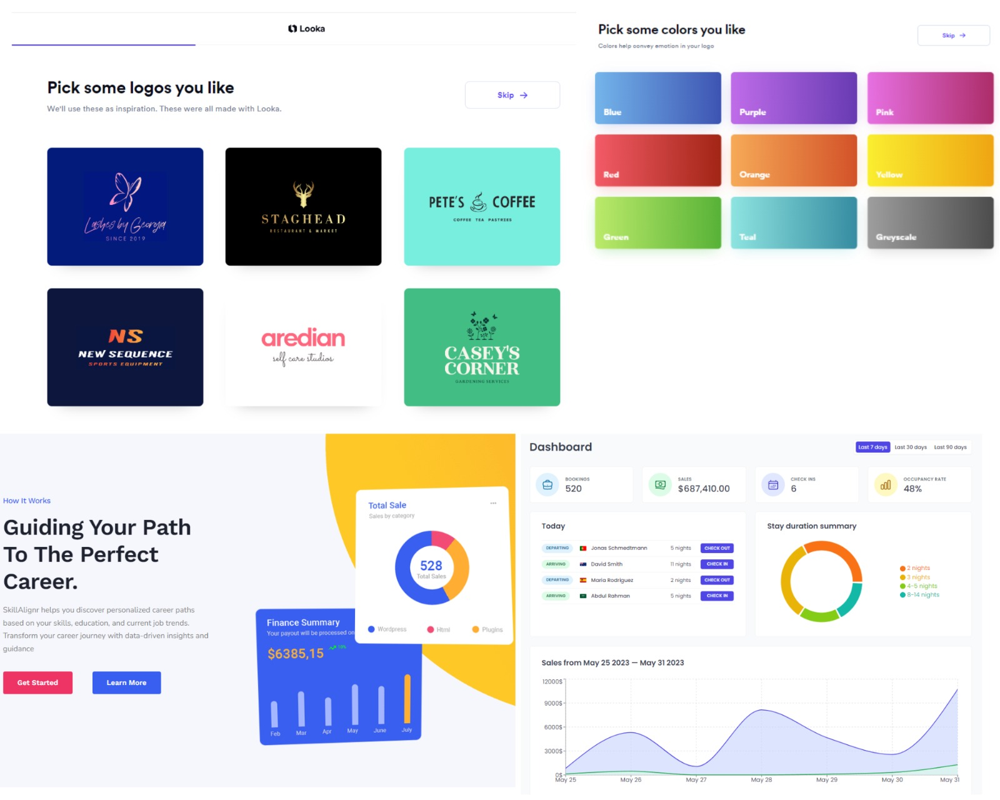 Looka
Pick some logos you like
We'll use these as inspiration. These were all made with Looka.
Skip →
Lashes by Georgia
SINCE 2019
STAGHEAD
RESTAURANT & MARKET
PETE'S COFFEE
COFFEE TEA PASTRIES
NS
NEW SEQUENCE
SPORTS EQUIPMENT
aredian
self care studios
CASEY'S
CORNER
GARDENING SERVICES
Pick some colors you like
Colors help convey emotion in your logo
Skip →
Blue
Purple
Pink
Red
Orange
Yellow
Green
Teal
Greyscale
How It Works
Guiding Your Path
To The Perfect
Career.
SkillAlignr helps you discover personalized career paths
based on your skills, education, and current job trends.
Transform your career journey with data-driven insights and
guidance
Get Started
Learn More
Total Sale
Sales by category
528
Total Sales
Wordpress
Html
Plugins
Finance Summary
Your payout will be processed on
$6385,15
10%
Feb
Mar
Apr
May
June
July
Dashboard
Last 7 days
Last 30 days
Last 90 days
BOOKINGS
520
SALES
$687,410.00
CHECK INS
6
OCCUPANCY RATE
48%
Today
DEPARTING Jonas Schmedtmann 5 nights CHECK OUT
ARRIVING David Smith 11 nights CHECK IN
DEPARTING Maria Rodriguez 2 nights CHECK OUT
ARRIVING Abdul Rahman 5 nights CHECK IN
Stay duration summary
2 nights
3 nights
4-5 nights
8-14 nights
Sales from May 25 2023 — May 31 2023
12000$
9000$
6000$
3000$
0$
May 25
May 26
May 27
May 28
May 29
May 30
May 31